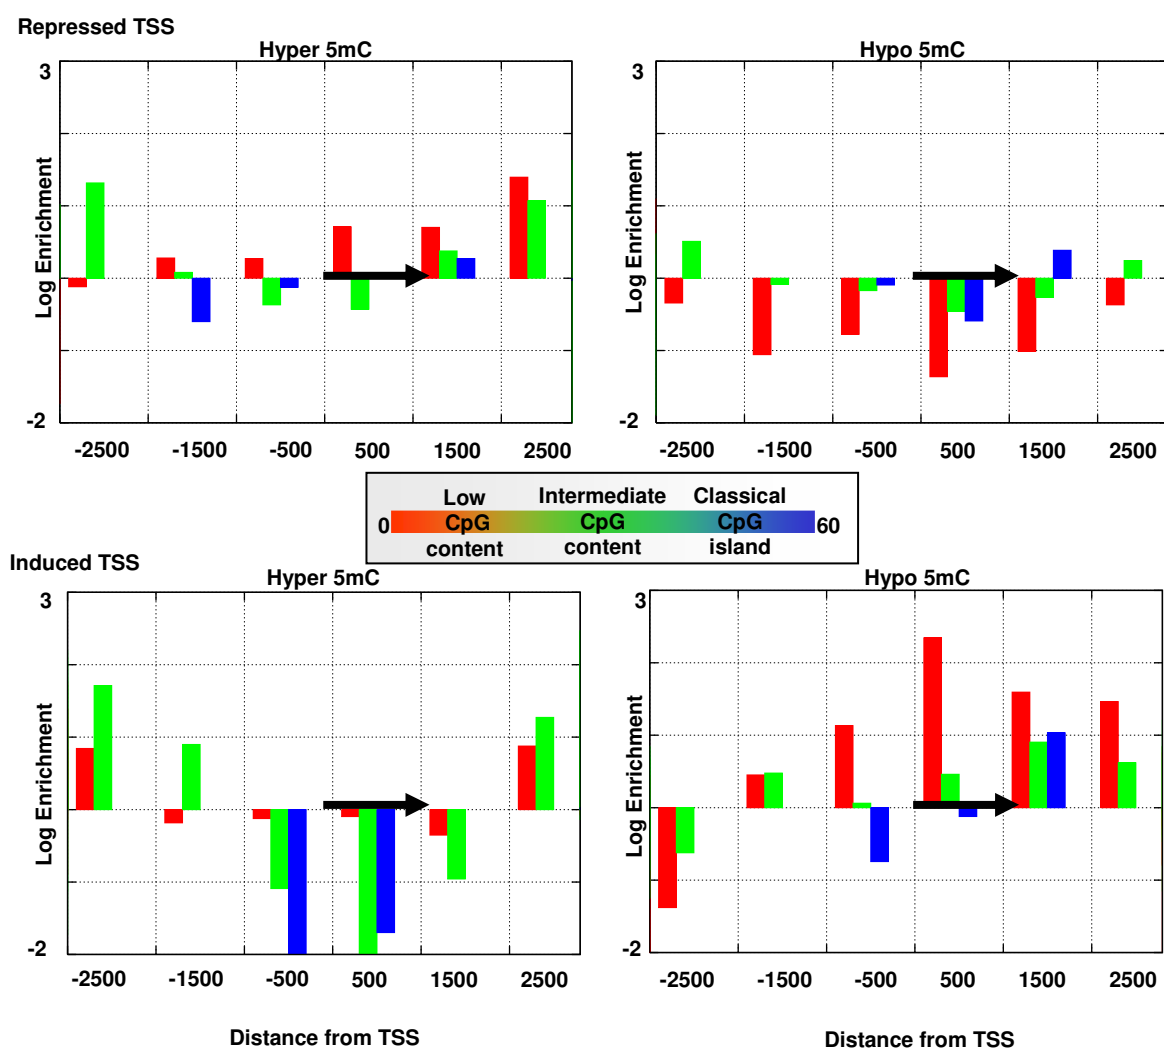 Repressed TSS
Hyper 5mC
Hypo 5mC
3
3
Log Enrichment
Log Enrichment
-2
-2
-2500 -1500 -500 500 1500 2500
-2500 -1500 -500 500 1500 2500
Low Intermediate Classical
0 CpG CpG CpG 60
content content island
Induced TSS
Hyper 5mC
Hypo 5mC
3
3
Log Enrichment
Log Enrichment
-2
-2
-2500 -1500 -500 500 1500 2500
-2500 -1500 -500 500 1500 2500
Distance from TSS
Distance from TSS